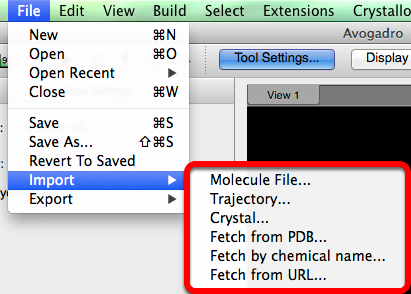 File Edit View Build Select Extensions Crystallo
Avogadro
New ⌘N
Open ⌘O
Open Recent
Close ⌘W
Save ⌘S
Save As... ⇧⌘S
Revert To Saved
Import
Export
Tool Settings... Display
View 1
Molecule File...
Trajectory...
Crystal...
Fetch from PDB...
Fetch by chemical name...
Fetch from URL...